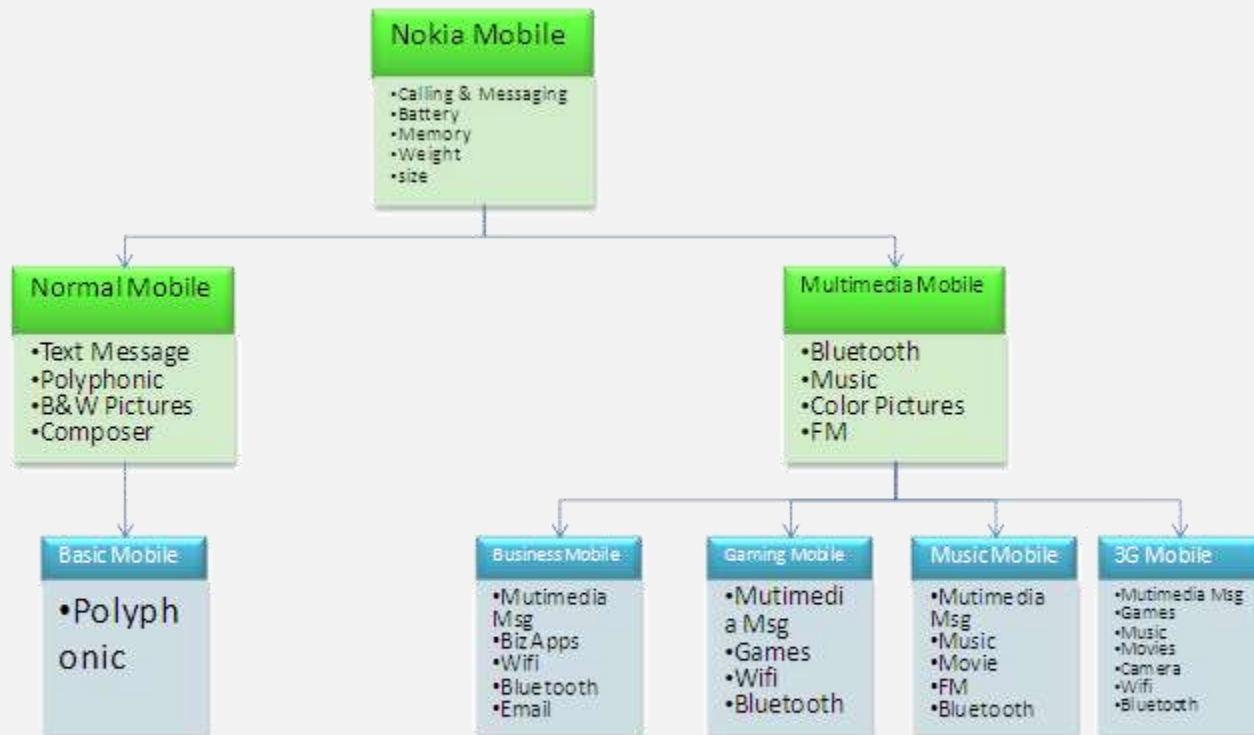 Nokia Mobile
•Calling & Messaging
•Battery
•Memory
•Weight
•size
Normal Mobile
•Text Message
•Polyphonic
•B&W Pictures
•Composer
Multimedia Mobile
•Bluetooth
•Music
•Color Pictures
•FM
Basic Mobile
•Polyph
onic
Business Mobile
•Mutimedia
Msg
•Biz Apps
•Wifi
•Bluetooth
•Email
Gaming Mobile
•Mutimedi
a Msg
•Games
•Wifi
•Bluetooth
Music Mobile
•Mutimedia
Msg
•Music
•Movie
•FM
•Bluetooth
3G Mobile
•Mutimedia Msg
•Games
•Music
•Movies
•Camera
•Wifi
•Bluetooth